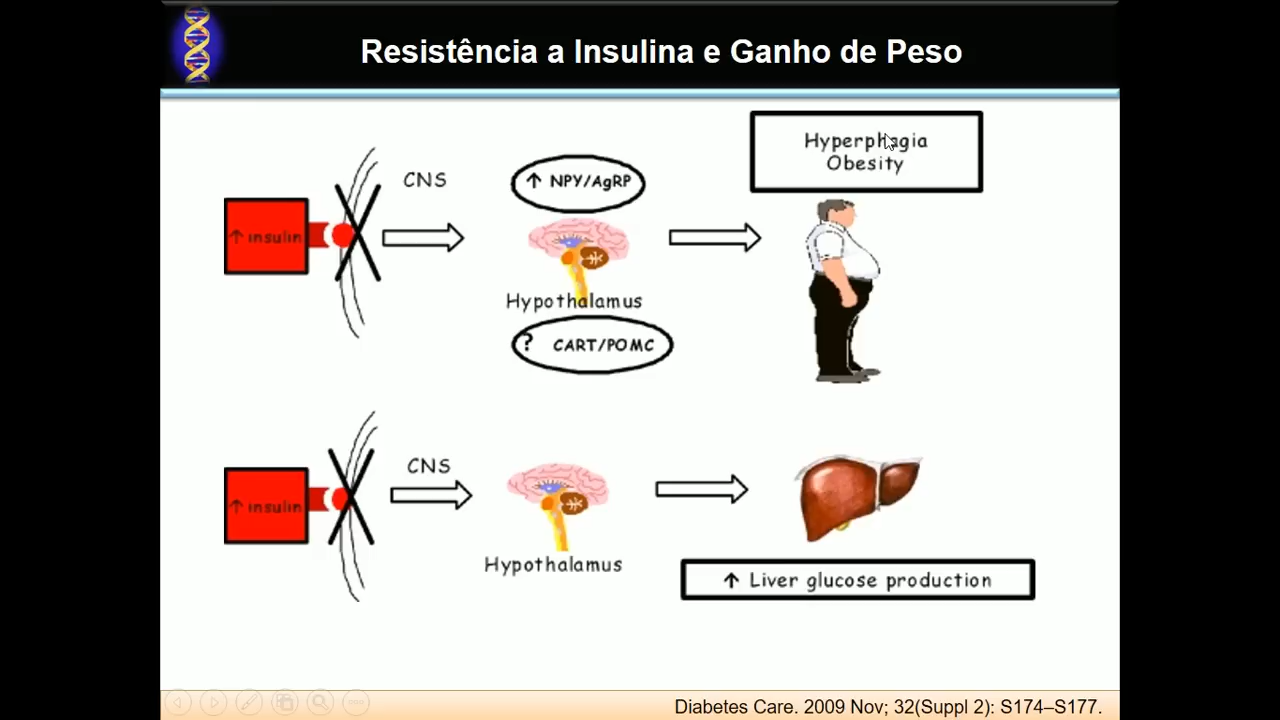 Resistência a Insulina e Ganho de Peso
Hyperphagia
Obesity
CNS
↑ NPY/AgRP
↑ insulin
Hypothalamus
? CART/POMC
CNS
↑ insulin
Hypothalamus
↑ Liver glucose production
Diabetes Care. 2009 Nov; 32(Suppl 2): S174–S177.